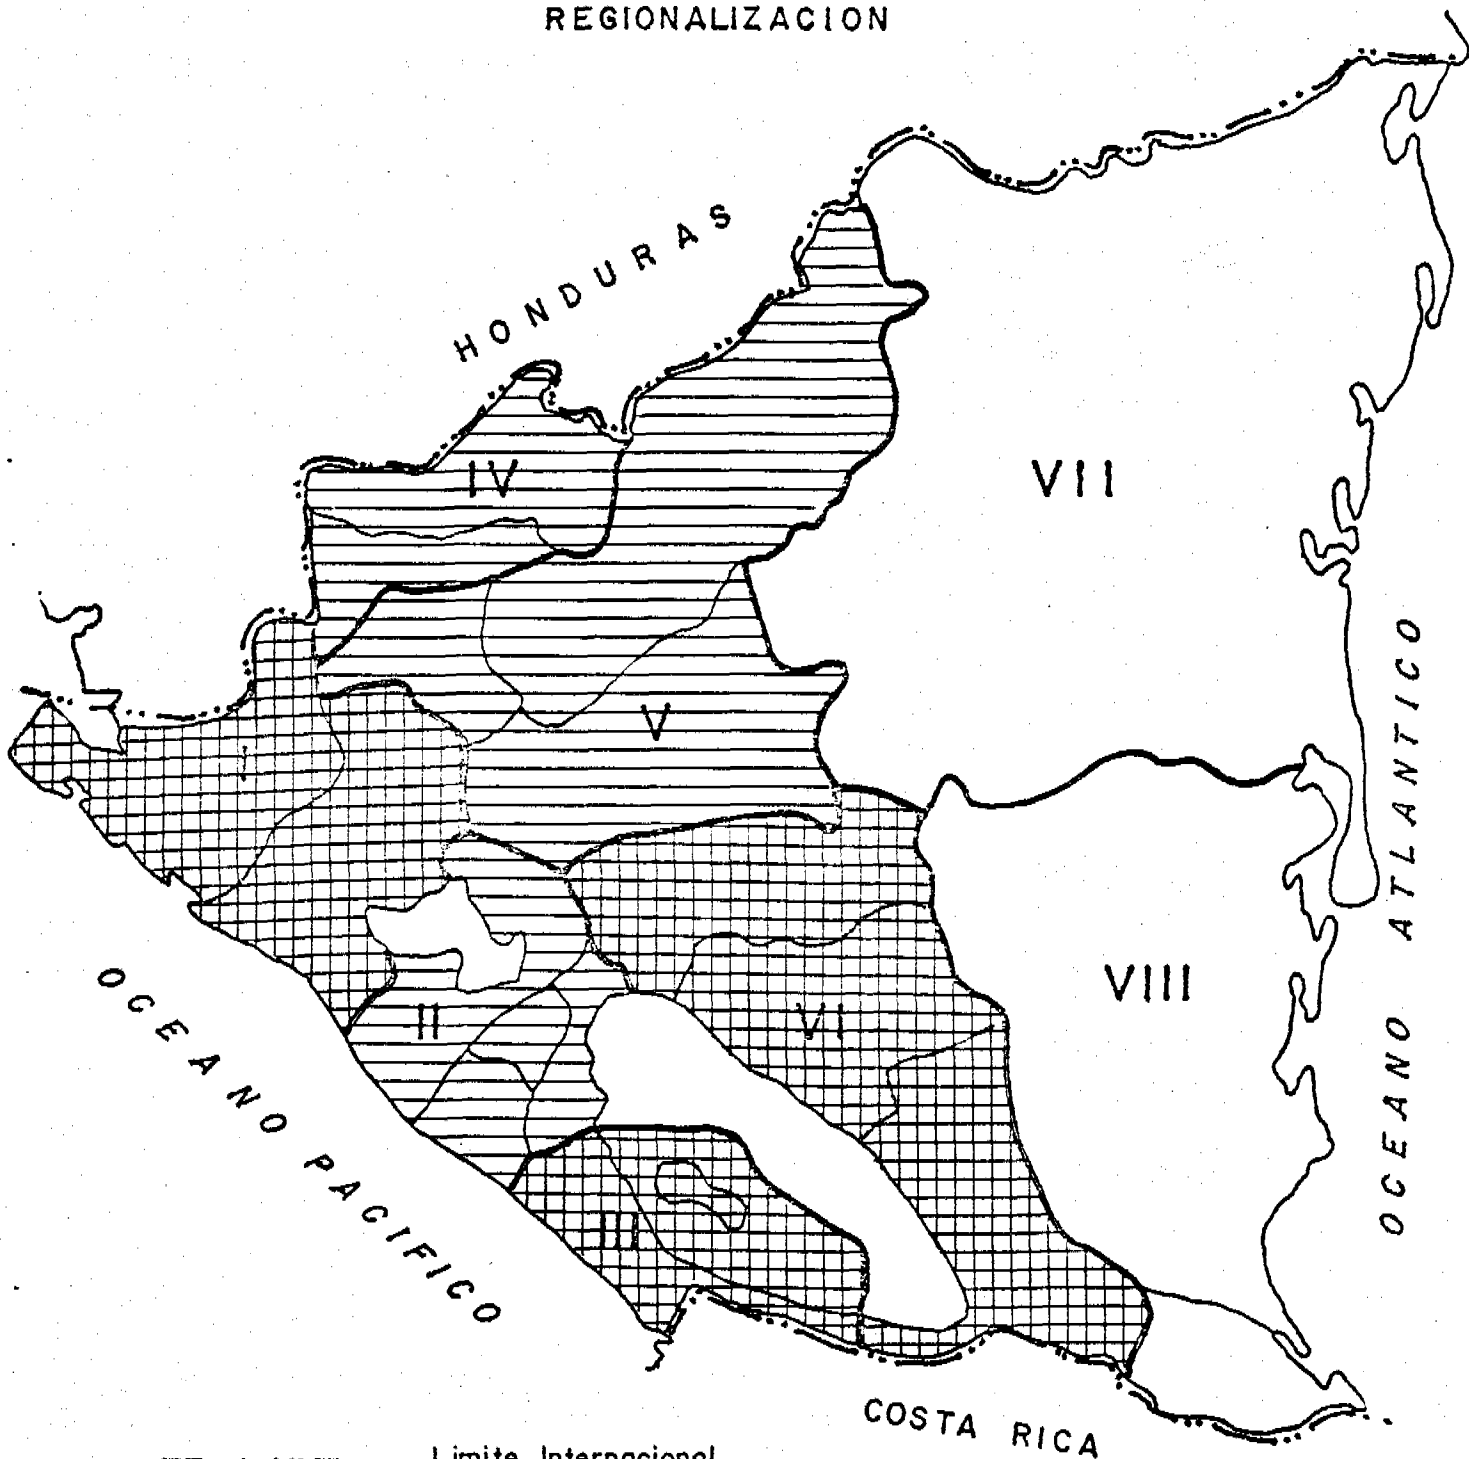 REGIONALIZACION
HONDURAS
IV
VII
V
I
OCEANO ATLANTICO
VIII
VI
II
OCEANO PACIFICO
III
COSTA RICA
Limite Internacional